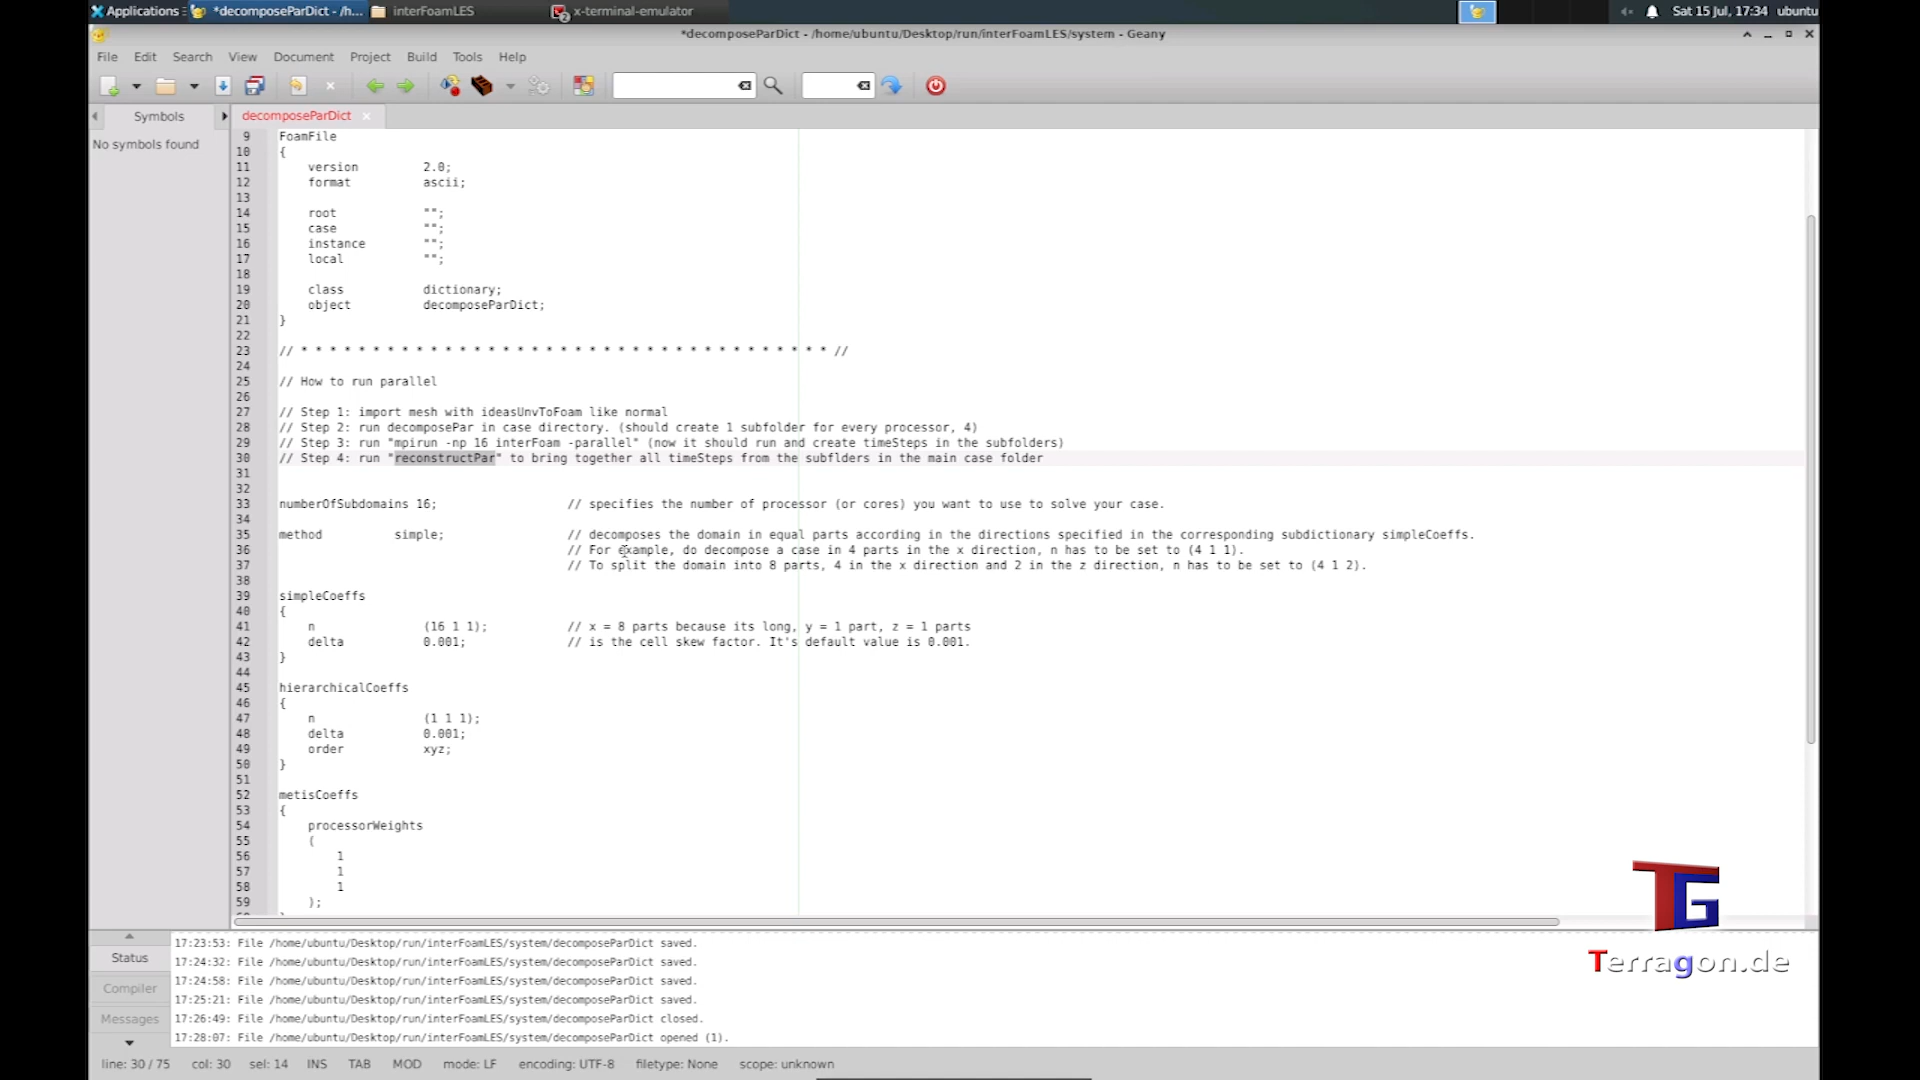 Applications
*decomposeParDict - /h...
interFoamLES
x-terminal-emulator
Sat 15 Jul, 17:34 ubuntu
*decomposeParDict - /home/ubuntu/Desktop/run/interFoamLES/system - Geany
File Edit Search View Document Project Build Tools Help
Symbols
decomposeParDict
No symbols found
9 FoamFile
10 {
11 version 2.0;
12 format ascii;
13
14 root "";
15 case "";
16 instance "";
17 local "";
18
19 class dictionary;
20 object decomposeParDict;
21 }
22
23 // * * * * * * * * * * * * * * * * * * * * * * * * * * * * * * * * * * * * * //
24
25 // How to run parallel
26
27 // Step 1: import mesh with ideasUnvToFoam like normal
28 // Step 2: run decomposePar in case directory. (should create 1 subfolder for every processor, 4)
29 // Step 3: run "mpirun -np 16 interFoam -parallel" (now it should run and create timeSteps in the subfolders)
30 // Step 4: run "reconstructPar" to bring together all timeSteps from the subflders in the main case folder
31
32
33 numberOfSubdomains 16; // specifies the number of processor (or cores) you want to use to solve your case.
34
35 method simple; // decomposes the domain in equal parts according in the directions specified in the corresponding subdictionary simpleCoeffs.
36 // For example, do decompose a case in 4 parts in the x direction, n has to be set to (4 1 1).
37 // To split the domain into 8 parts, 4 in the x direction and 2 in the z direction, n has to be set to (4 1 2).
38
39 simpleCoeffs
40 {
41 n (16 1 1); // x = 8 parts because its long, y = 1 part, z = 1 parts
42 delta 0.001; // is the cell skew factor. It's default value is 0.001.
43 }
44
45 hierarchicalCoeffs
46 {
47 n (1 1 1);
48 delta 0.001;
49 order xyz;
50 }
51
52 metisCoeffs
53 {
54 processorWeights
55 (
56 1
57 1
58 1
59 );
TG
Terragon.de
Status
Compiler
Messages
17:23:53: File /home/ubuntu/Desktop/run/interFoamLES/system/decomposeParDict saved.
17:24:32: File /home/ubuntu/Desktop/run/interFoamLES/system/decomposeParDict saved.
17:24:58: File /home/ubuntu/Desktop/run/interFoamLES/system/decomposeParDict saved.
17:25:21: File /home/ubuntu/Desktop/run/interFoamLES/system/decomposeParDict saved.
17:26:49: File /home/ubuntu/Desktop/run/interFoamLES/system/decomposeParDict closed.
17:28:07: File /home/ubuntu/Desktop/run/interFoamLES/system/decomposeParDict opened (1).
line: 30 / 75 col: 30 sel: 14 INS TAB MOD mode: LF encoding: UTF-8 filetype: None scope: unknown